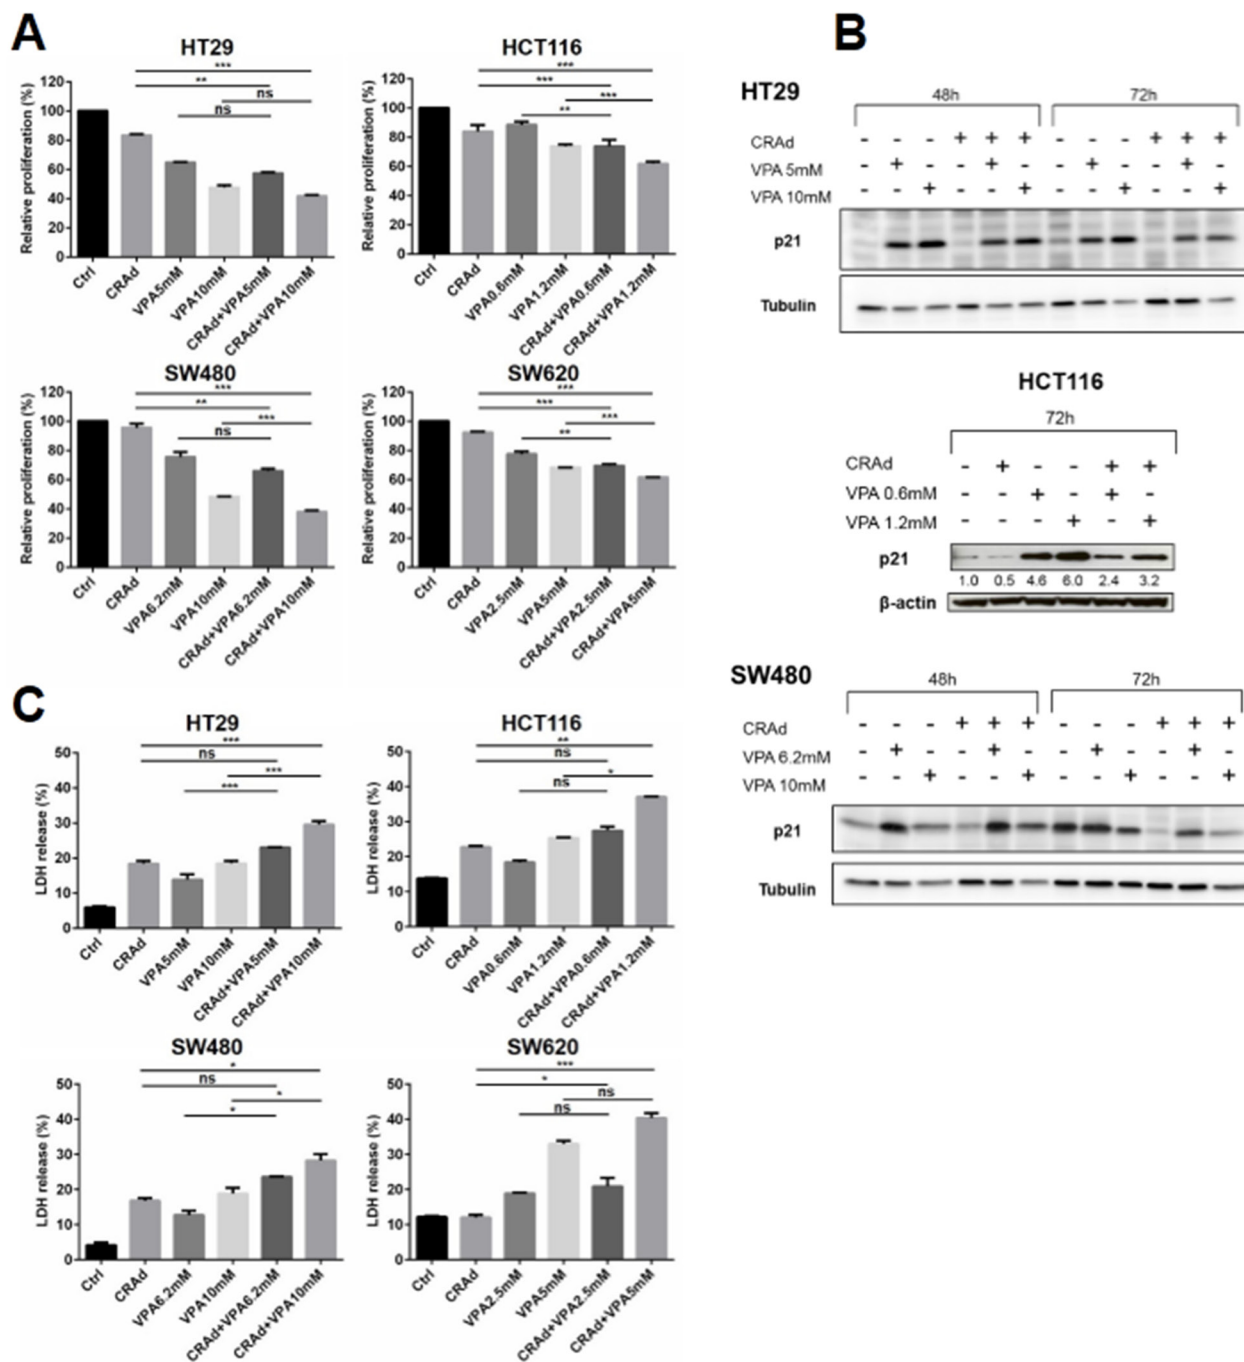 A
HT29
***
**
ns
ns
Relative proliferation (%)
120
100
80
60
40
20
0
Ctrl
CRAd
VPA5mM
VPA10mM
CRAd+VPA5mM
CRAd+VPA10mM
HCT116
***
***
***
**
Relative proliferation (%)
120
100
80
60
40
20
0
Ctrl
CRAd
VPA0.6mM
VPA1.2mM
CRAd+VPA0.6mM
CRAd+VPA1.2mM
SW480
***
**
***
ns
Relative proliferation (%)
120
100
80
60
40
20
0
Ctrl
CRAd
VPA6.2mM
VPA10mM
CRAd+VPA6.2mM
CRAd+VPA10mM
SW620
***
***
***
**
Relative proliferation (%)
120
100
80
60
40
20
0
Ctrl
CRAd
VPA2.5mM
VPA5mM
CRAd+VPA2.5mM
CRAd+VPA5mM
B
HT29
48h 72h
CRAd - - - + + + - - - + + +
VPA 5mM - + - - + - - + - - + -
VPA 10mM - - + - - + - - + - - +
p21
Tubulin
HCT116
72h
CRAd - + - - + +
VPA 0.6mM - - + - + -
VPA 1.2mM - - - + - +
p21
1.0 0.5 4.6 6.0 2.4 3.2
β-actin
SW480
48h 72h
CRAd - - - + + + - - - + + +
VPA 6.2mM - + - - + - - + - - + -
VPA 10mM - - + - - + - - + - - +
p21
Tubulin
C
HT29
***
ns
***
***
LDH release (%)
50
40
30
20
10
0
Ctrl
CRAd
VPA5mM
VPA10mM
CRAd+VPA5mM
CRAd+VPA10mM
HCT116
**
ns
*
ns
LDH release (%)
50
40
30
20
10
0
Ctrl
CRAd
VPA0.6mM
VPA1.2mM
CRAd+VPA0.6mM
CRAd+VPA1.2mM
SW480
*
ns
*
*
LDH release (%)
50
40
30
20
10
0
Ctrl
CRAd
VPA6.2mM
VPA10mM
CRAd+VPA6.2mM
CRAd+VPA10mM
SW620
***
*
ns
ns
LDH release (%)
50
40
30
20
10
0
Ctrl
CRAd
VPA2.5mM
VPA5mM
CRAd+VPA2.5mM
CRAd+VPA5mM